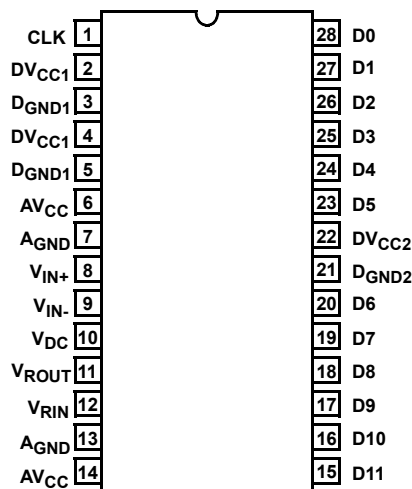 CLK 1 28 D0
DVCC1 2 27 D1
DGND1 3 26 D2
DVCC1 4 25 D3
DGND1 5 24 D4
AVCC 6 23 D5
AGND 7 22 DVCC2
VIN+ 8 21 DGND2
VIN- 9 20 D6
VDC 10 19 D7
VROUT 11 18 D8
VRIN 12 17 D9
AGND 13 16 D10
AVCC 14 15 D11